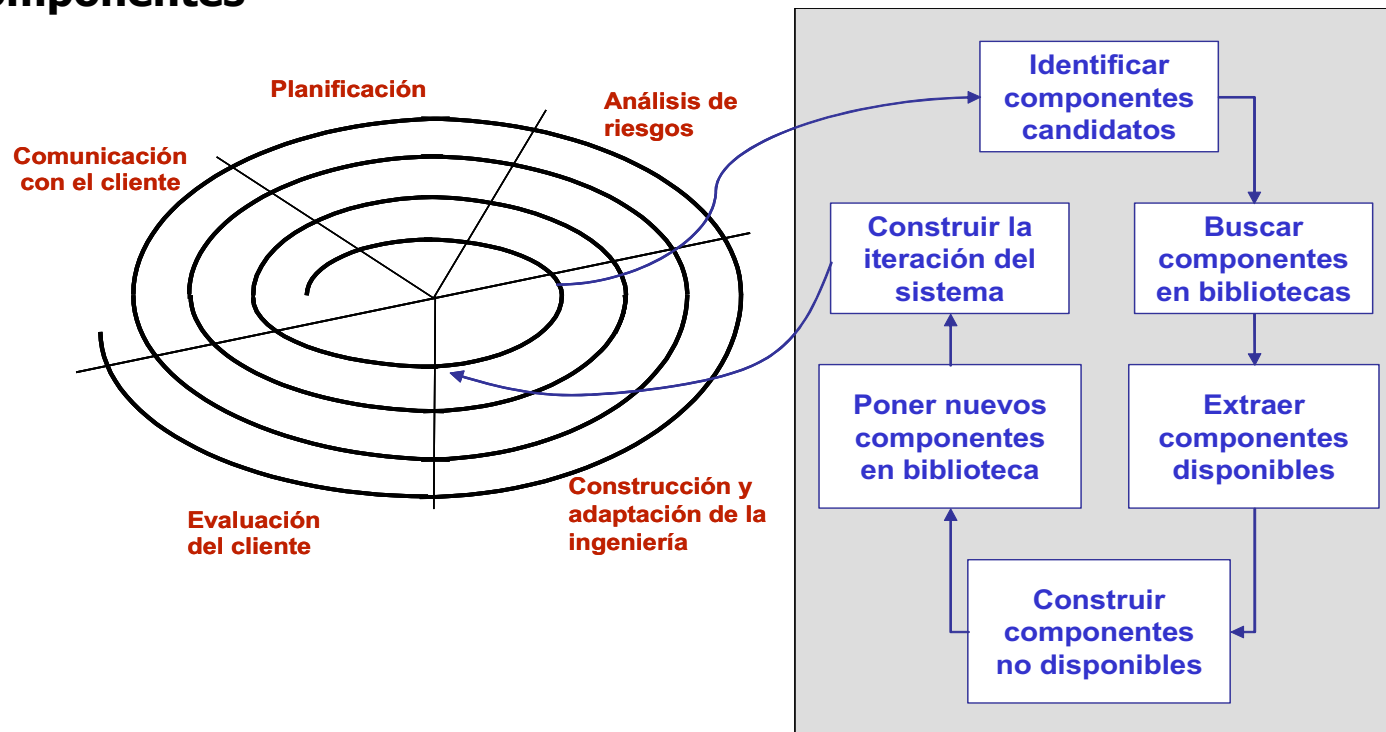 omponentes
Planificación
Análisis de
riesgos
Comunicación
con el cliente
Construcción y
adaptación de la
ingeniería
Evaluación
del cliente
Identificar
componentes
candidatos
Buscar
componentes
en bibliotecas
Extraer
componentes
disponibles
Construir
componentes
no disponibles
Poner nuevos
componentes
en biblioteca
Construir la
iteración del
sistema